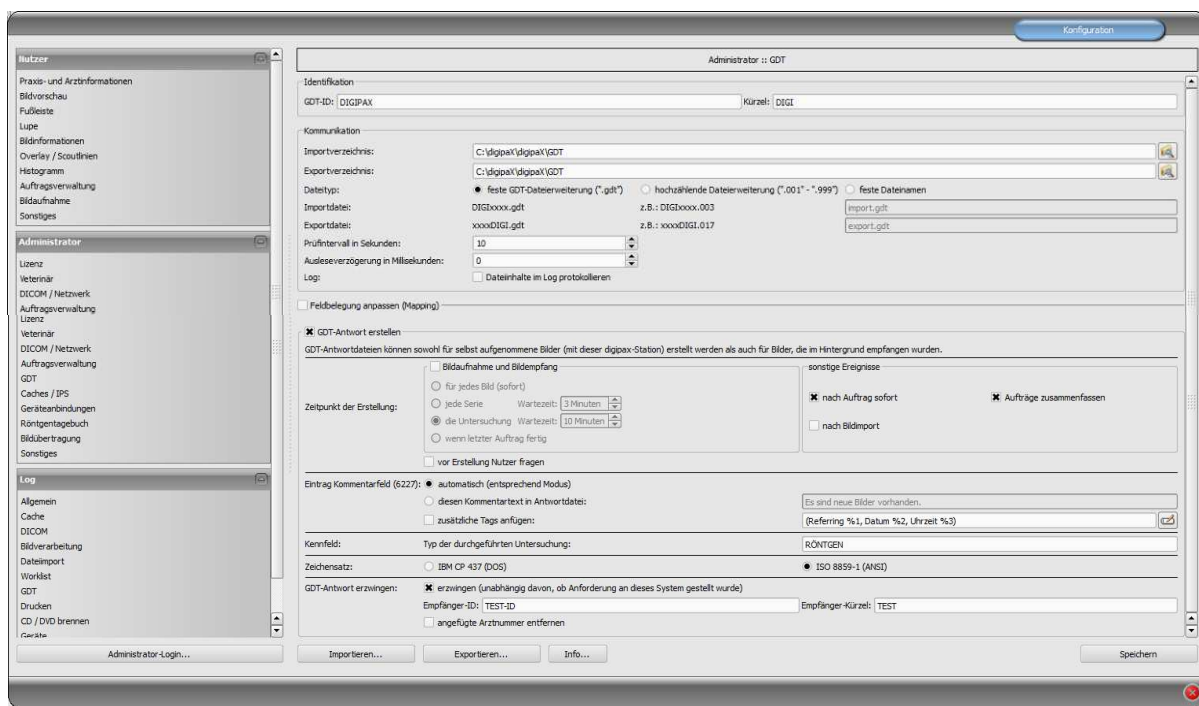 Konfiguration
Nutzer
Praxis- und Arztinformationen
Bildvorschau
Fußleiste
Lupe
Bildinformationen
Overlay / Scoutlinien
Histogramm
Auftragsverwaltung
Bildaufnahme
Sonstiges
Administrator
Lizenz
Veterinär
DICOM / Netzwerk
Auftragsverwaltung
Lizenz
Veterinär
DICOM / Netzwerk
Auftragsverwaltung
GDT
Caches / IPS
Geräteanbindungen
Röntgentagebuch
Bildübertragung
Sonstiges
Log
Allgemein
Cache
DICOM
Bildverarbeitung
Dateiimport
Worklist
GDT
Drucken
CD / DVD brennen
Geräte
Administrator-Login...
Administrator :: GDT
Identifikation
GDT-ID: DIGIPAX Kürzel: DIGI
Kommunikation
Importverzeichnis: C:\digipaX\digipaX\GDT
Exportverzeichnis: C:\digipaX\digipaX\GDT
Dateityp: feste GDT-Dateierweiterung (".gdt") hochzählende Dateierweiterung (".001" - ".999") feste Dateinamen
Importdatei: DIGIxxxx.gdt z.B.: DIGIxxxx.003 import.gdt
Exportdatei: xxxxDIGI.gdt z.B.: xxxxDIGI.017 export.gdt
Prüfintervall in Sekunden: 10
Ausleseverzögerung in Millisekunden: 0
Log: Dateiinhalte im Log protokollieren
Feldbelegung anpassen (Mapping)
GDT-Antwort erstellen
GDT-Antwortdateien können sowohl für selbst aufgenommene Bilder (mit dieser digipax-Station) erstellt werden als auch für Bilder, die im Hintergrund empfangen wurden.
Zeitpunkt der Erstellung:
Bildaufnahme und Bildempfang
für jedes Bild (sofort)
jede Serie Wartezeit: 3 Minuten
die Untersuchung Wartezeit: 10 Minuten
wenn letzter Auftrag fertig
sonstige Ereignisse
nach Auftrag sofort Aufträge zusammenfassen
nach Bildimport
vor Erstellung Nutzer fragen
Eintrag Kommentarfeld (6227): automatisch (entsprechend Modus)
diesen Kommentartext in Antwortdatei: Es sind neue Bilder vorhanden.
zusätzliche Tags anfügen: (Referring %1, Datum %2, Uhrzeit %3)
Kennfeld: Typ der durchgeführten Untersuchung: RÖNTGEN
Zeichensatz: IBM CP 437 (DOS) ISO 8859-1 (ANSI)
GDT-Antwort erzwingen: erzwingen (unabhängig davon, ob Anforderung an dieses System gestellt wurde)
Empfänger-ID: TEST-ID Empfänger-Kürzel: TEST
angefügte Arztnummer entfernen
Importieren... Exportieren... Info... Speichern